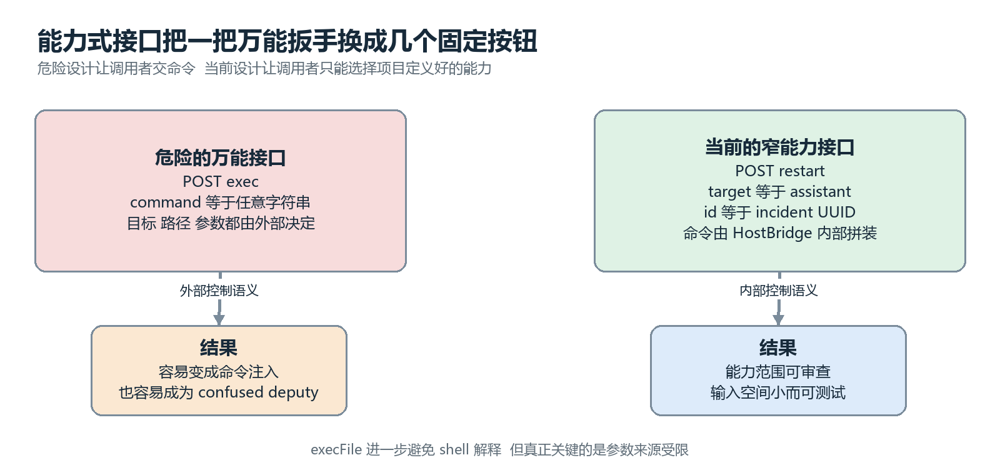 能力式接口把一把万能扳手换成几个固定按钮
危险设计让调用者交命令 当前设计让调用者只能选择项目定义好的能力
危险的万能接口
POST exec
command 等于任意字符串
目标 路径 参数都由外部决定
外部控制语义
结果
容易变成命令注入
也容易成为 confused deputy
当前的窄能力接口
POST restart
target 等于 assistant
id 等于 incident UUID
命令由 HostBridge 内部拼装
内部控制语义
结果
能力范围可审查
输入空间小而可测试
execFile 进一步避免 shell 解释 但真正关键的是参数来源受限